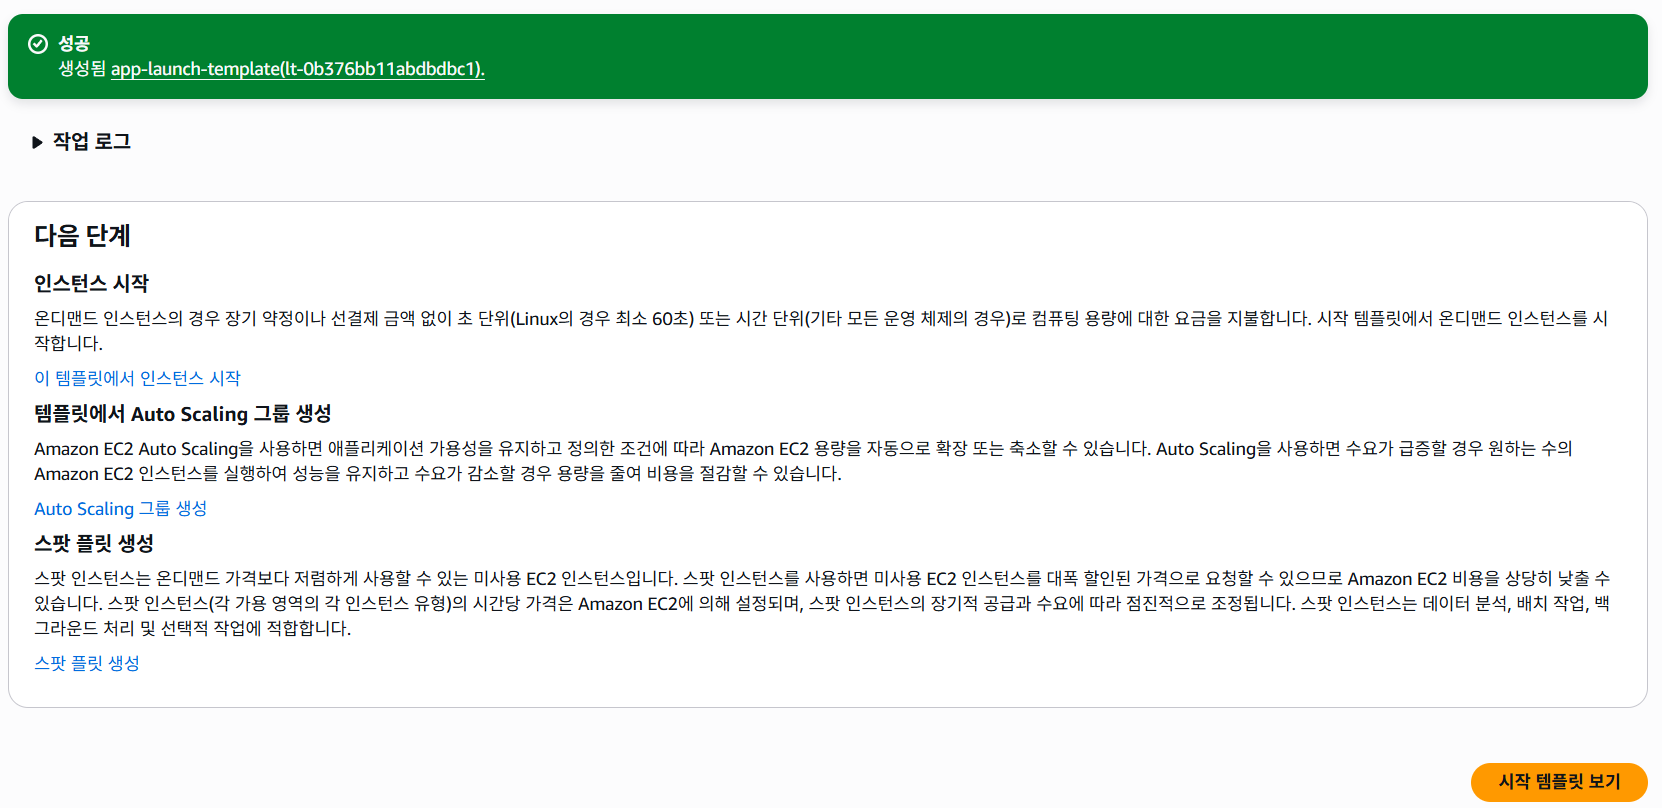 성공
생성됨 app-launch-template(lt-0b376bb11abdbdbc1).
작업 로그
다음 단계
인스턴스 시작
온디맨드 인스턴스의 경우 장기 약정이나 선결제 금액 없이 초 단위(Linux의 경우 최소 60초) 또는 시간 단위(기타 모든 운영 체제의 경우)로 컴퓨팅 용량에 대한 요금을 지불합니다. 시작 템플릿에서 온디맨드 인스턴스를 시
작합니다.
이 템플릿에서 인스턴스 시작
템플릿에서 Auto Scaling 그룹 생성
Amazon EC2 Auto Scaling을 사용하면 애플리케이션 가용성을 유지하고 정의한 조건에 따라 Amazon EC2 용량을 자동으로 확장 또는 축소할 수 있습니다. Auto Scaling을 사용하면 수요가 급증할 경우 원하는 수의
Amazon EC2 인스턴스를 실행하여 성능을 유지하고 수요가 감소할 경우 용량을 줄여 비용을 절감할 수 있습니다.
Auto Scaling 그룹 생성
스팟 플릿 생성
스팟 인스턴스는 온디맨드 가격보다 저렴하게 사용할 수 있는 미사용 EC2 인스턴스입니다. 스팟 인스턴스를 사용하면 미사용 EC2 인스턴스를 대폭 할인된 가격으로 요청할 수 있으므로 Amazon EC2 비용을 상당히 낮출 수
있습니다. 스팟 인스턴스(각 가용 영역의 각 인스턴스 유형)의 시간당 가격은 Amazon EC2에 의해 설정되며, 스팟 인스턴스의 장기적 공급과 수요에 따라 점진적으로 조정됩니다. 스팟 인스턴스는 데이터 분석, 배치 작업, 백
그라운드 처리 및 선택적 작업에 적합합니다.
스팟 플릿 생성
시작 템플릿 보기